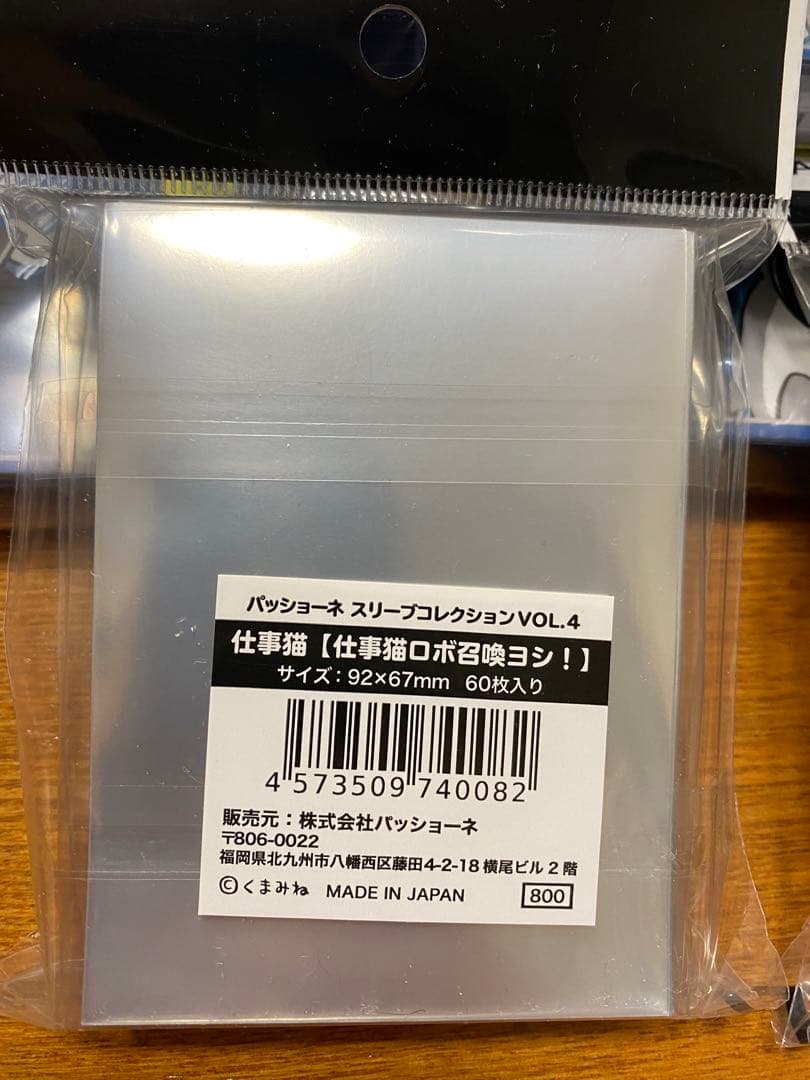 パッショーネ スリーブコレクションVOL.4
仕事猫【仕事猫ロボ召喚ヨシ！】
サイズ：92×67mm 60枚入り
4 573509 740082
販売元：株式会社パッショーネ
〒806-0022
福岡県北九州市八幡西区藤田4-2-18 横尾ビル 2 階
©くまみね MADE IN JAPAN 800